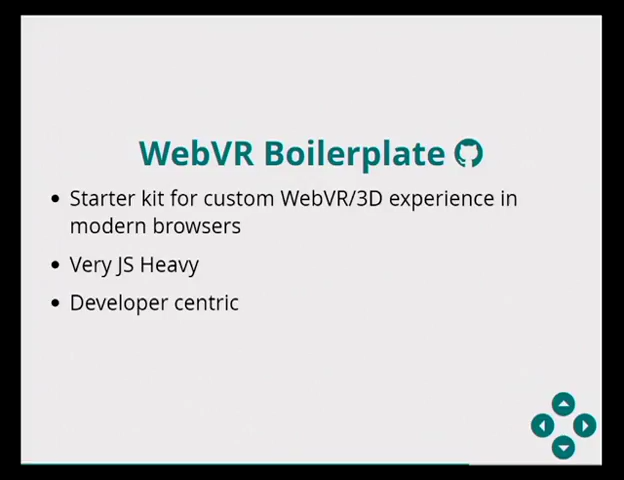 WebVR Boilerplate
Starter kit for custom WebVR/3D experience in
modern browsers
Very JS Heavy
Developer centric